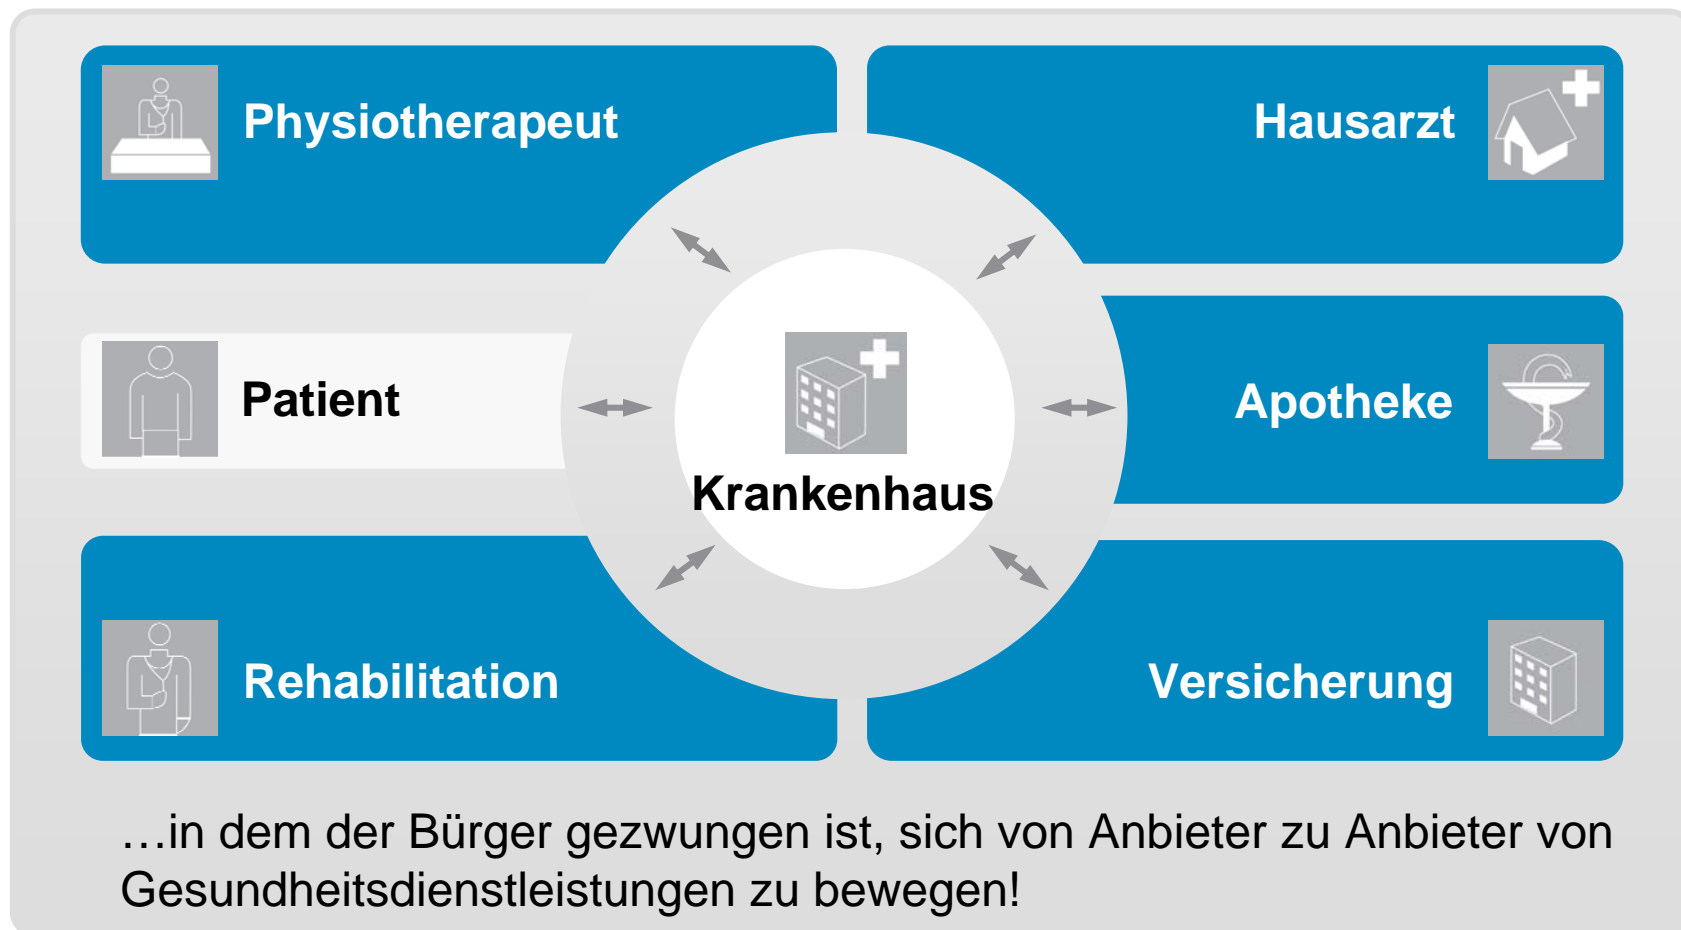 Physiotherapeut
Hausarzt
Patient
Krankenhaus
Apotheke
Rehabilitation
Versicherung
…in dem der Bürger gezwungen ist, sich von Anbieter zu Anbieter von
Gesundheitsdienstleistungen zu bewegen!